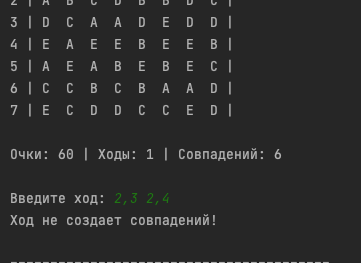 2 | A B C D B B D C |
3 | D C A A D E D D |
4 | E A E E B E E B |
5 | A E A B E B E C |
6 | C C B C B A A D |
7 | E C D D C C E D |
Очки: 60 | Ходы: 1 | Совпадений: 6
Введите ход: 2,3 2,4
Ход не создает совпадений!